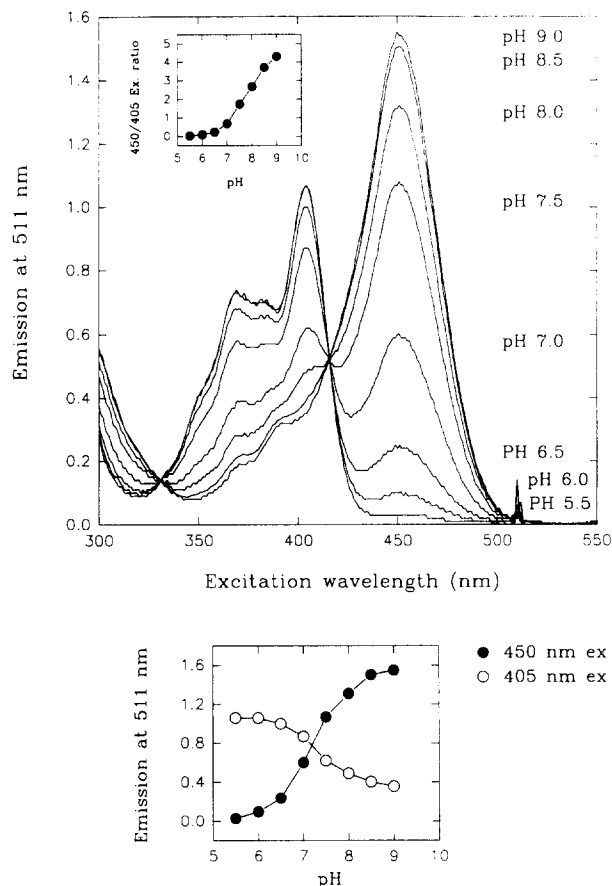 1.6
1.4
1.2
1.0
0.8
0.6
0.4
0.2
0.0
Emission at 511 nm
300
350
400
450
500
550
Excitation wavelength (nm)
pH 9.0
pH 8.5
pH 8.0
pH 7.5
pH 7.0
PH 6.5
pH 6.0
PH 5.5
450/405 Ex. ratio
5
4
3
2
1
0
5 6 7 8 9 10
pH
Emission at 511 nm
1.6
1.2
0.8
0.4
0.0
5 6 7 8 9 10
pH
450 nm ex
405 nm ex